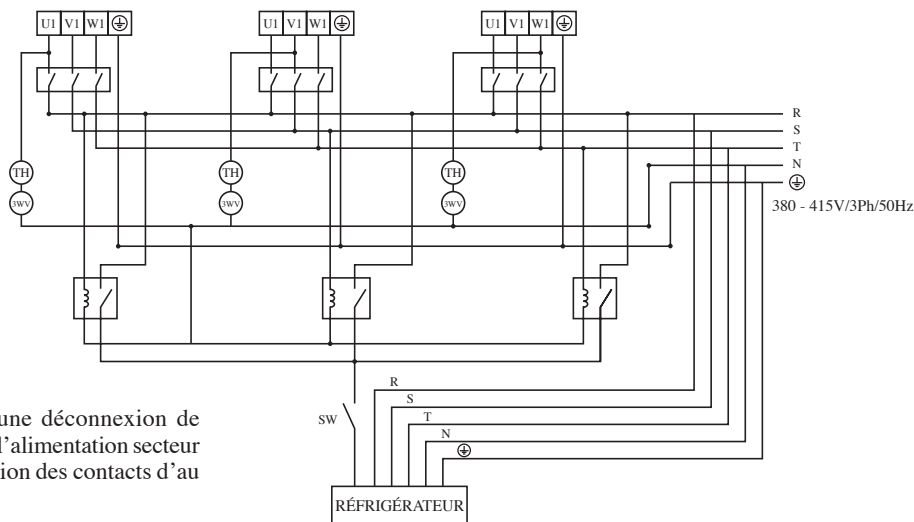 U1 V1 W1 U1 V1 W1 U1 V1 W1
R
S
T
TH TH TH
N
3WV 3WV 3WV
380 - 415V/3Ph/50Hz
R
S
une déconnexion de
SW
T
l'alimentation secteur
N
ion des contacts d'au
RÉFRIGÉRATEUR